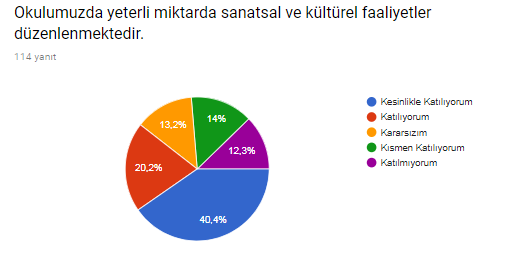 Okulumuzda yeterli miktarda sanatsal ve kültürel faaliyetler
düzenlenmektedir.
114 yanıt
Kesinlikle Katılıyorum
Katılıyorum
Kararsızım
Kısmen Katılıyorum
Katılmıyorum
13,2%
14%
12,3%
20,2%
40,4%